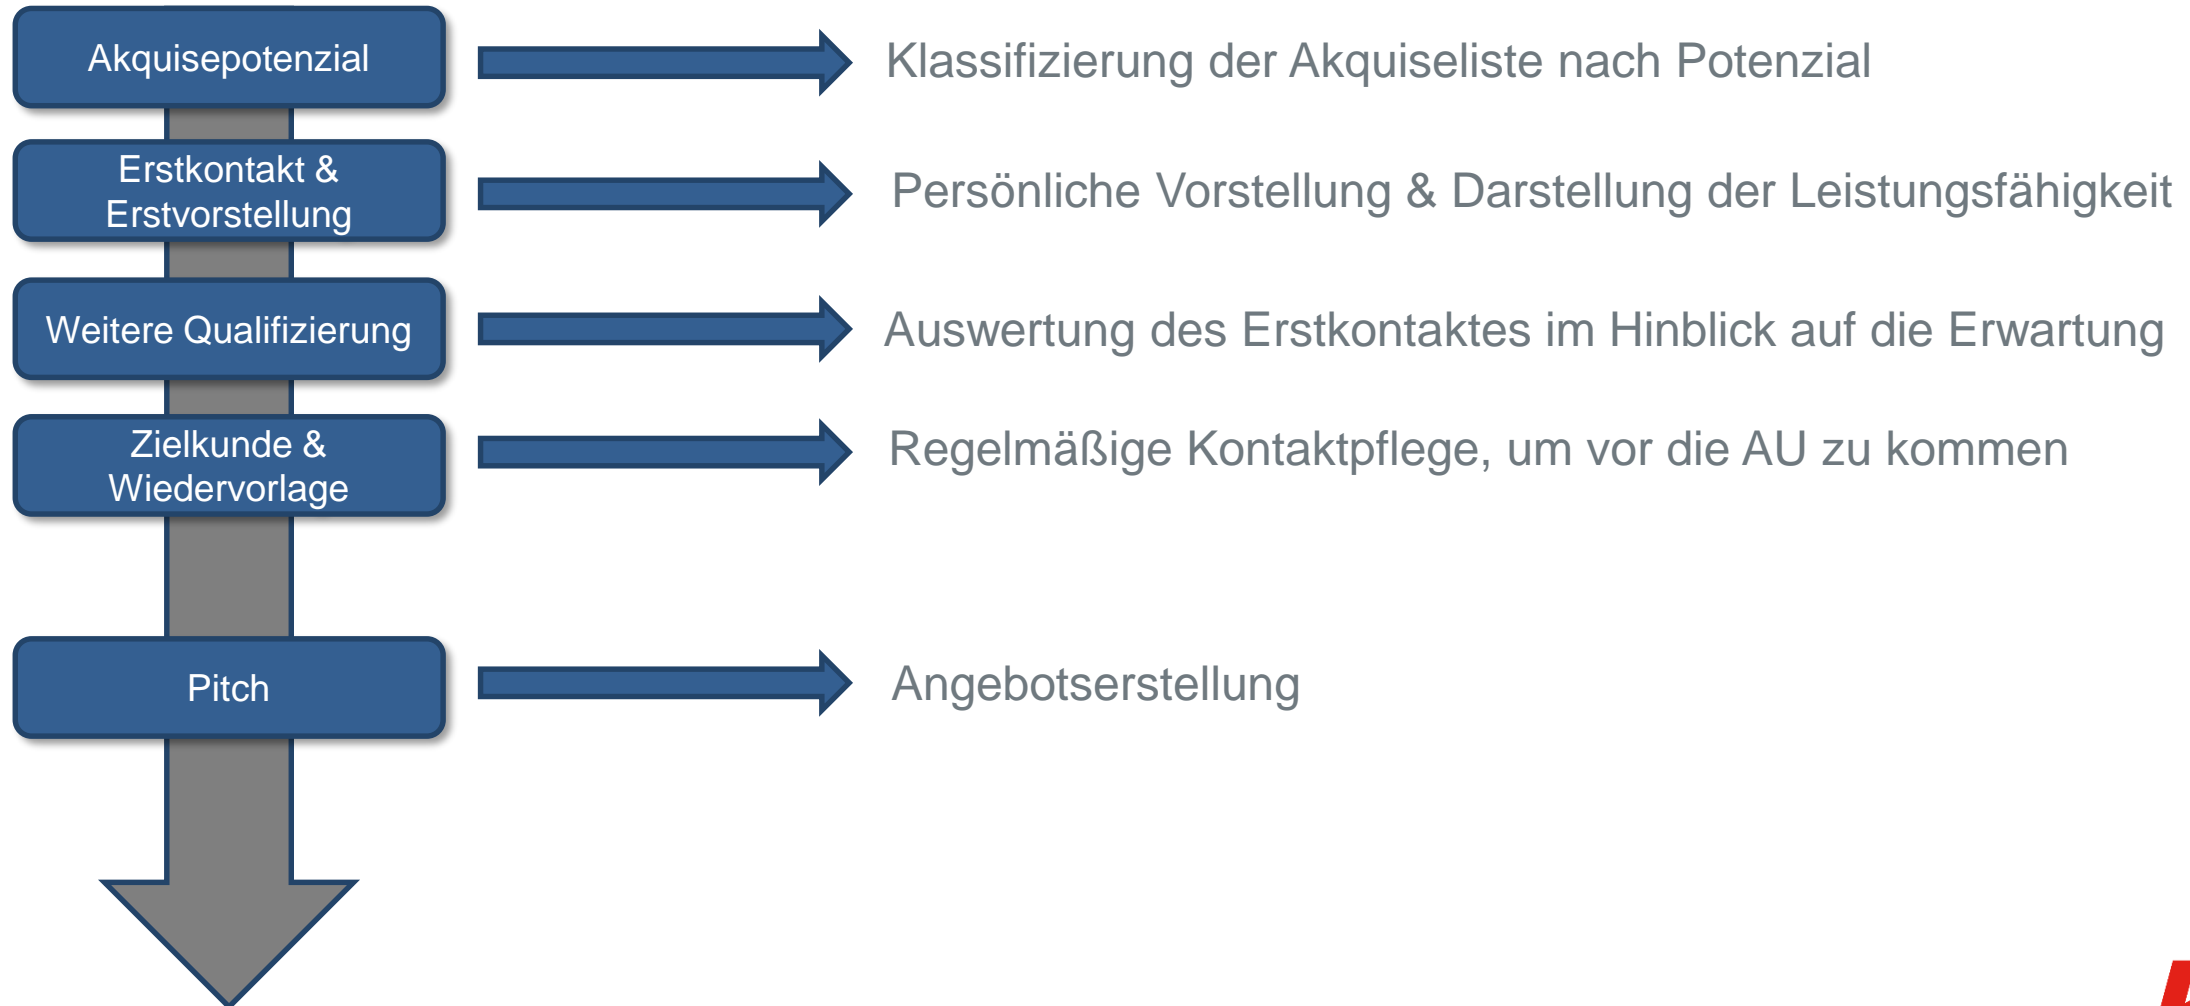 Akquisepotenzial
Klassifizierung der Akquiseliste nach Potenzial
Erstkontakt &
Erstvorstellung
Persönliche Vorstellung & Darstellung der Leistungsfähigkeit
Weitere Qualifizierung
Auswertung des Erstkontaktes im Hinblick auf die Erwartung
Zielkunde &
Wiedervorlage
Regelmäßige Kontaktpflege, um vor die AU zu kommen
Pitch
Angebotserstellung